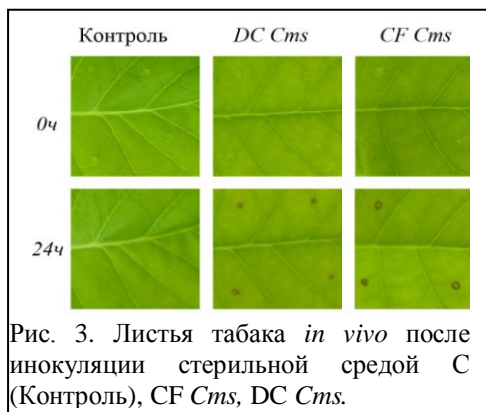 Контроль DC Cms CF Cms
0ч
24ч
Рис. 3. Листья табака in vivo после
инокуляции стерильной средой С
(Контроль), CF Cms, DC Cms.